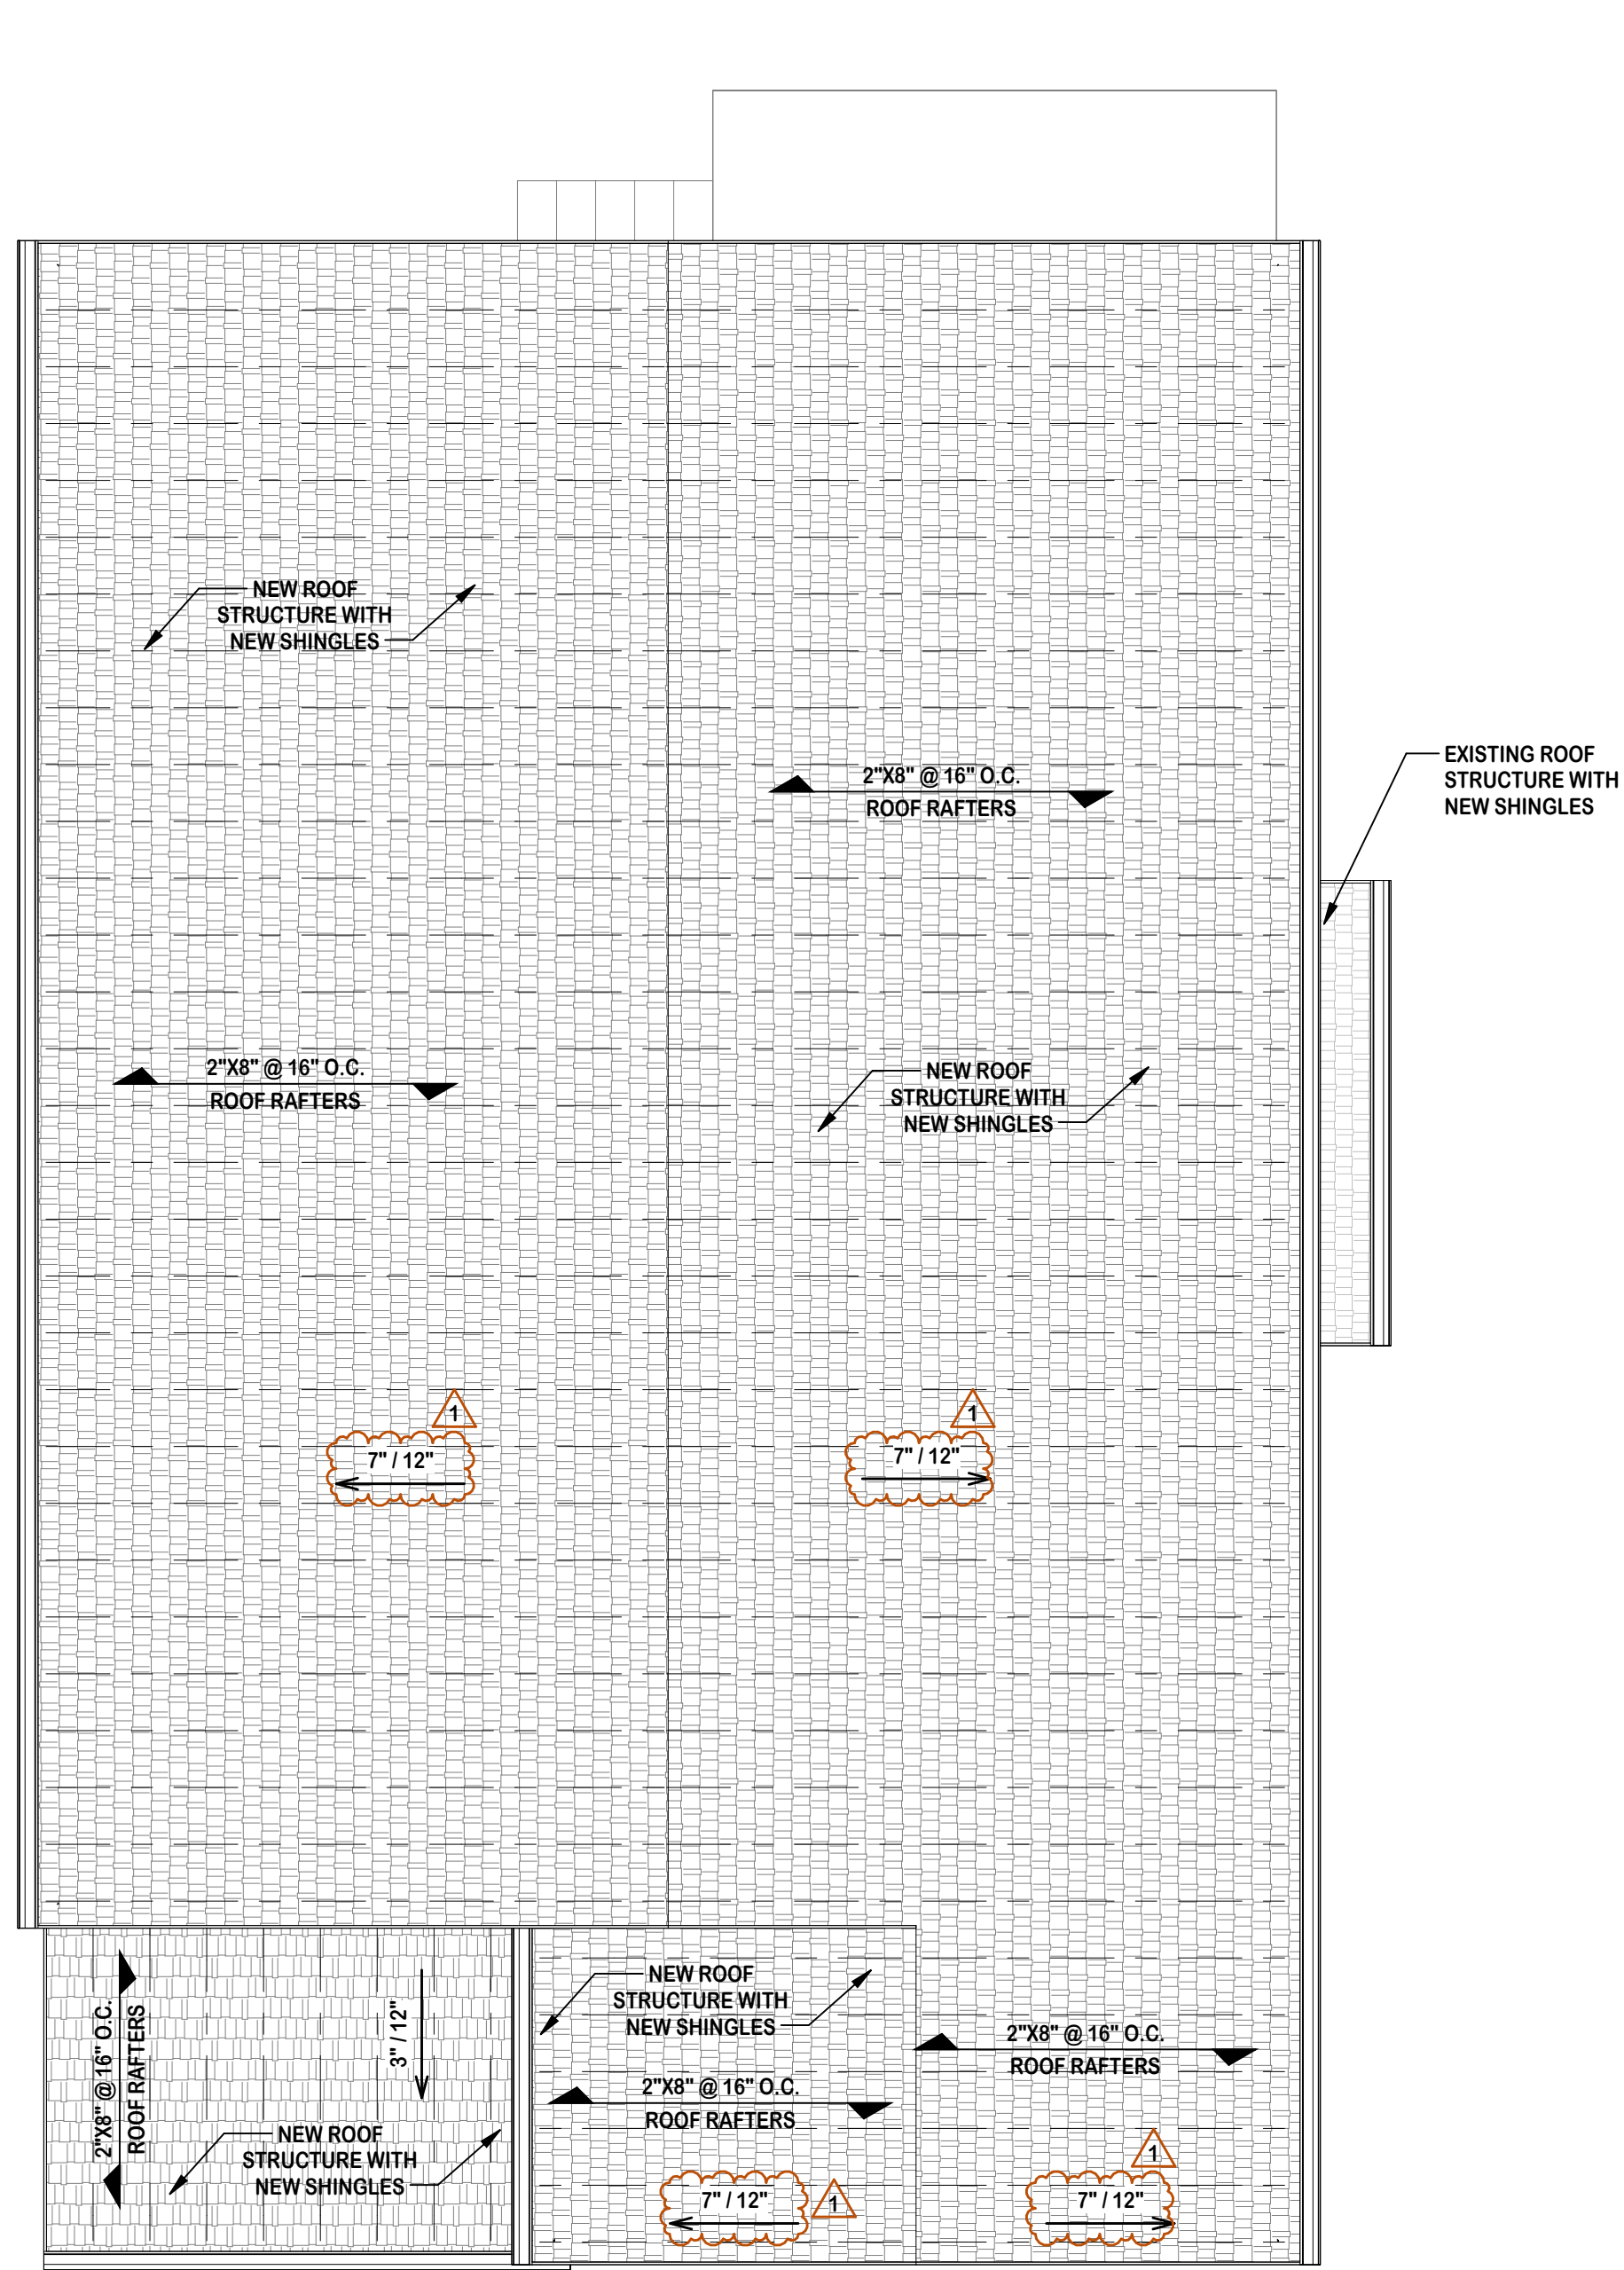 NEW ROOF
STRUCTURE WITH
NEW SHINGLES
2"X8" @ 16" O.C.
ROOF RAFTERS
EXISTING ROOF
STRUCTURE WITH
NEW SHINGLES
2"X8" @ 16" O.C.
ROOF RAFTERS
NEW ROOF
STRUCTURE WITH
NEW SHINGLES
1
7" / 12"
1
7" / 12"
2"X8" @ 16" O.C.
ROOF RAFTERS
3" / 12"
NEW ROOF
STRUCTURE WITH
NEW SHINGLES
NEW ROOF
STRUCTURE WITH
NEW SHINGLES
2"X8" @ 16" O.C.
ROOF RAFTERS
2"X8" @ 16" O.C.
ROOF RAFTERS
7" / 12"
1
1
7" / 12"